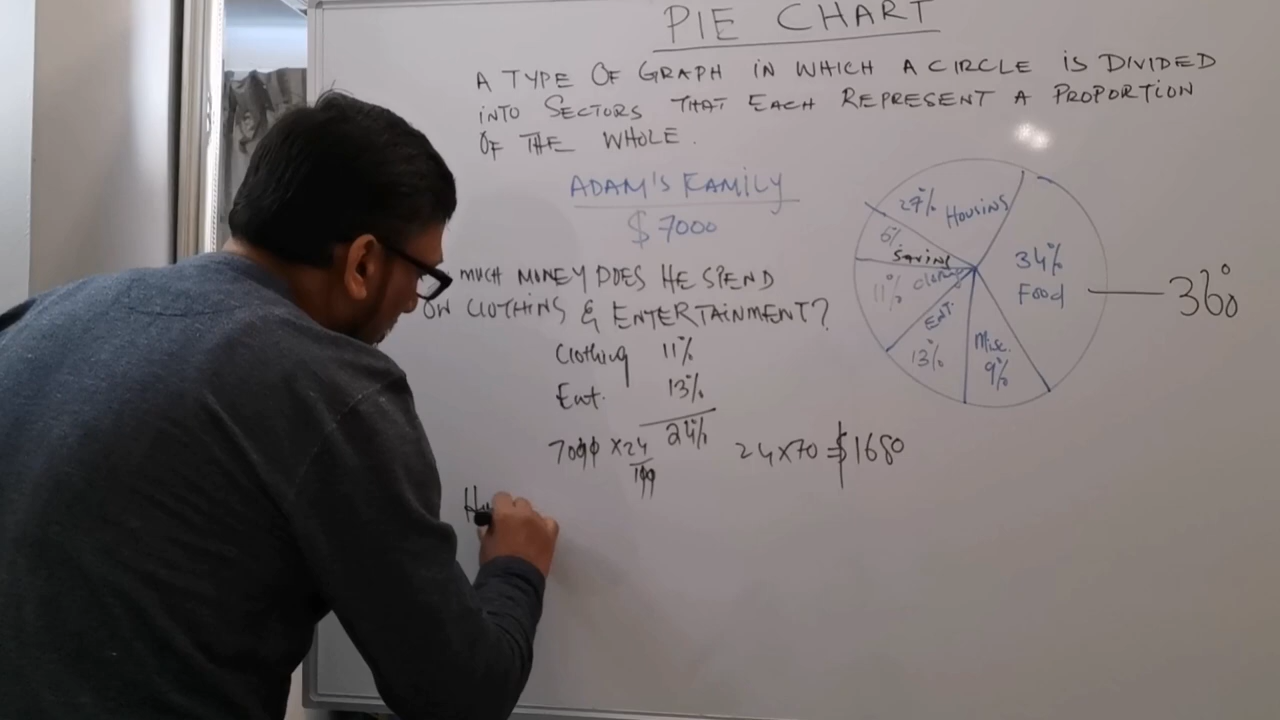 PIE CHART
A TYPE OF GRAPH IN WHICH A CIRCLE IS DIVIDED
INTO SECTORS THAT EACH REPRESENT A PROPORTION
OF THE WHOLE.
ADAM'S FAMILY
$ 7000
MUCH MONEY DOES HE SPEND
ON CLOTHING & ENTERTAINMENT?
Clothing 11%
Ent. 13%
24%
7000 × 24
100
24×70 = $1680
27% HOUSING
6%
SAVING
11%
ENT.
13%
Misc.
9%
34%
Food
360°